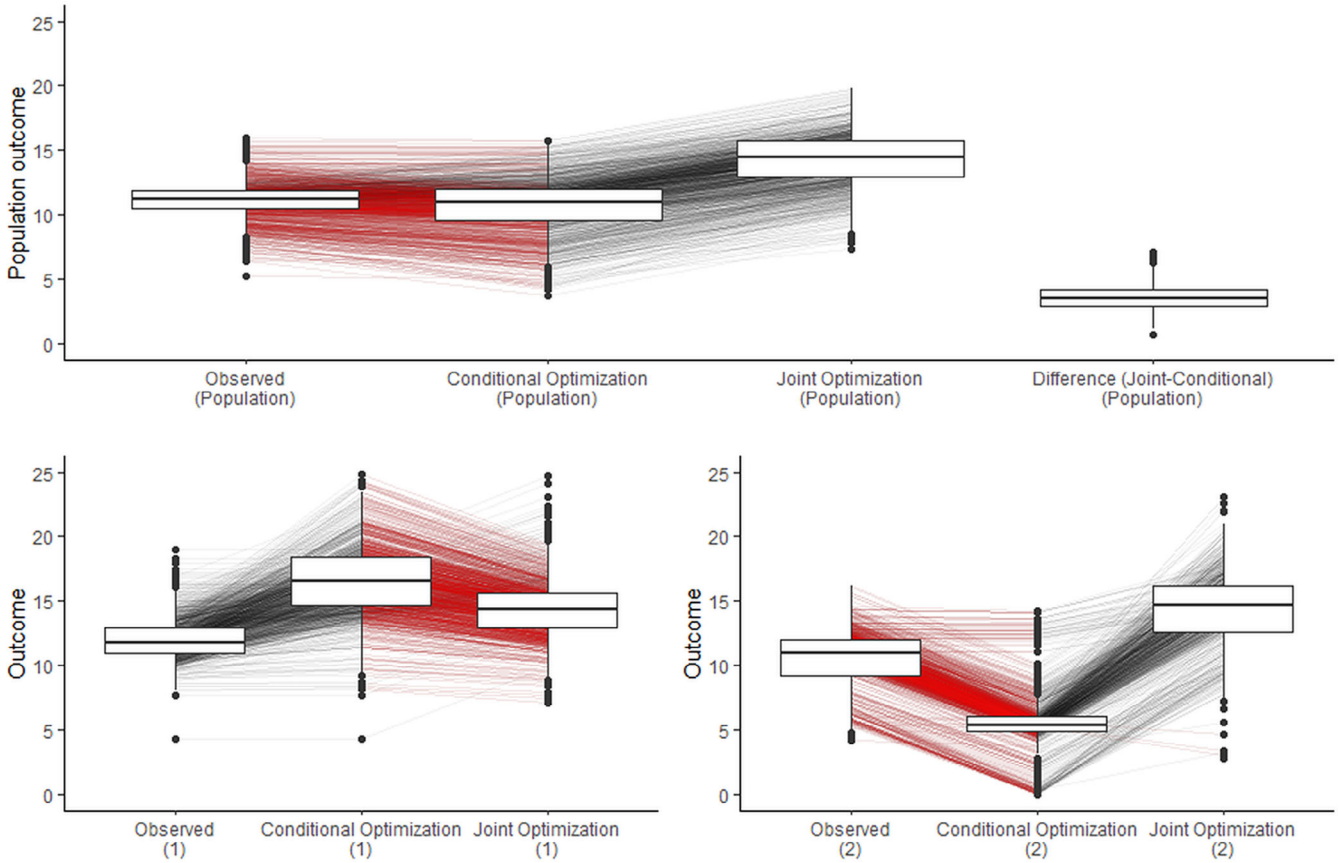 Population outcome
25
20
15
10
5
0
Observed
(Population)
Conditional Optimization
(Population)
Joint Optimization
(Population)
Difference (Joint-Conditional)
(Population)
Outcome
25
20
15
10
5
0
Observed
(1)
Conditional Optimization
(1)
Joint Optimization
(1)
Outcome
25
20
15
10
5
0
Observed
(2)
Conditional Optimization
(2)
Joint Optimization
(2)